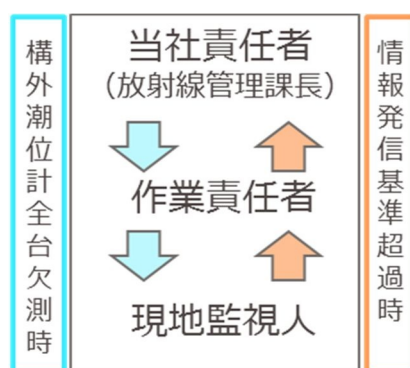 構外潮位計全台欠測時
当社責任者
(放射線管理課長)
作業責任者
現地監視人
情報発信基準超過時